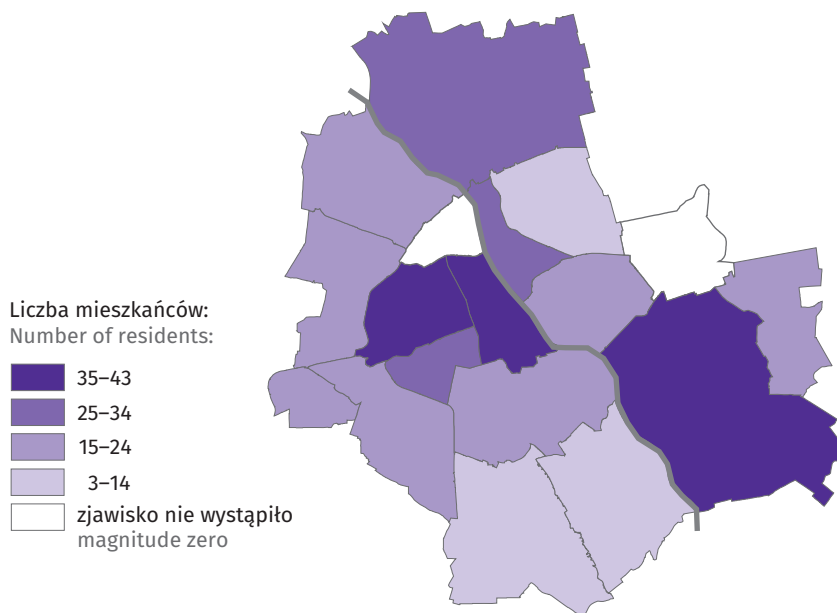 Liczba mieszkańców:
Number of residents:
35–43
25–34
15–24
3–14
zjawisko nie wystąpiło
magnitude zero